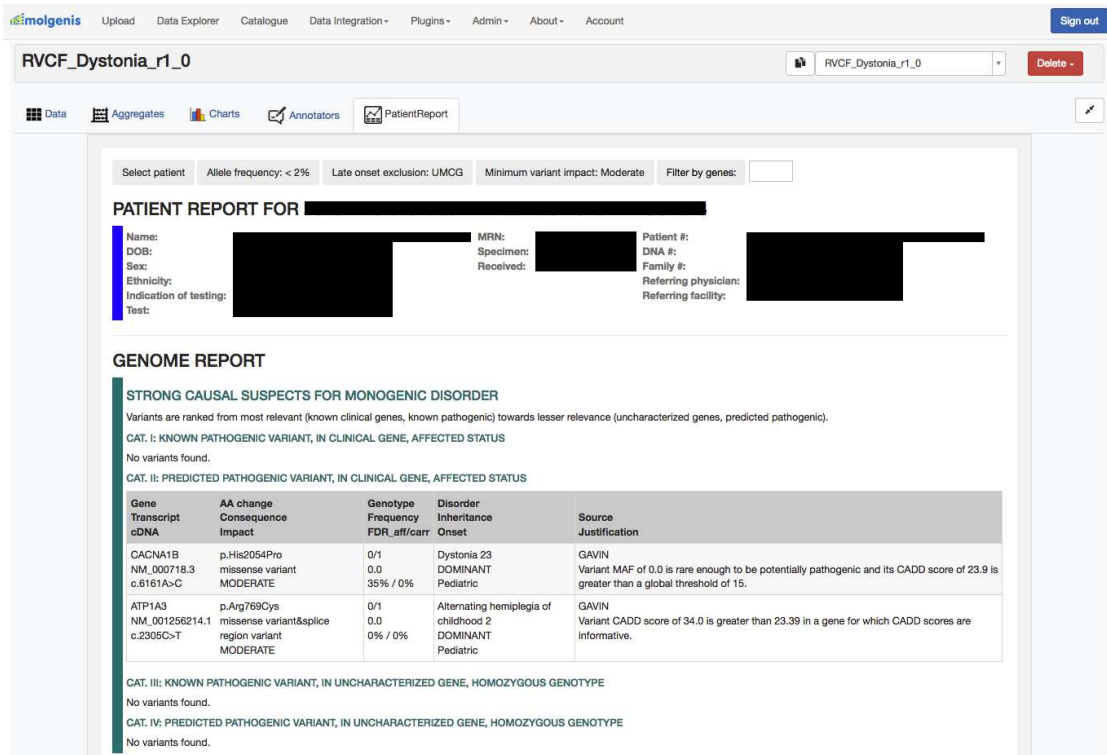 molgenis Upload Data Explorer Catalogue Data Integration Plugins Admin About Account Sign out
RVCF_Dystonia_r1_0 RVCF_Dystonia_r1_0 Delete
Data Aggregates Charts Annotators PatientReport
Select patient Allele frequency: < 2% Late onset exclusion: UMCG Minimum variant impact: Moderate Filter by genes:
PATIENT REPORT FOR
Name: MRN: Patient #:
DOB: Specimen: DNA #:
Sex: Received: Family #:
Ethnicity: Referring physician:
Indication of testing: Referring facility:
Test:
GENOME REPORT
STRONG CAUSAL SUSPECTS FOR MONOGENIC DISORDER
Variants are ranked from most relevant (known clinical genes, known pathogenic) towards lesser relevance (uncharacterized genes, predicted pathogenic).
CAT. I: KNOWN PATHOGENIC VARIANT, IN CLINICAL GENE, AFFECTED STATUS
No variants found.
CAT. II: PREDICTED PATHOGENIC VARIANT, IN CLINICAL GENE, AFFECTED STATUS
Gene AA change Genotype Disorder
Transcript Consequence Frequency Inheritance Source
cDNA Impact FDR_aff/carr Onset Justification
CACNA1B p.His2054Pro 0/1 Dystonia 23 GAVIN
NM_000718.3 missense variant 0.0 DOMINANT Variant MAF of 0.0 is rare enough to be potentially pathogenic and its CADD score of 23.9 is
c.6161A>C MODERATE 35% / 0% Pediatric greater than a global threshold of 15.
ATP1A3 p.Arg769Cys 0/1 Alternating hemiplegia of GAVIN
NM_001256214.1 missense variant&splice 0.0 childhood 2 Variant CADD score of 34.0 is greater than 23.39 in a gene for which CADD scores are
c.2305C>T region variant 0% / 0% DOMINANT informative.
MODERATE Pediatric
CAT. III: KNOWN PATHOGENIC VARIANT, IN UNCHARACTERIZED GENE, HOMOZYGOUS GENOTYPE
No variants found.
CAT. IV: PREDICTED PATHOGENIC VARIANT, IN UNCHARACTERIZED GENE, HOMOZYGOUS GENOTYPE
No variants found.